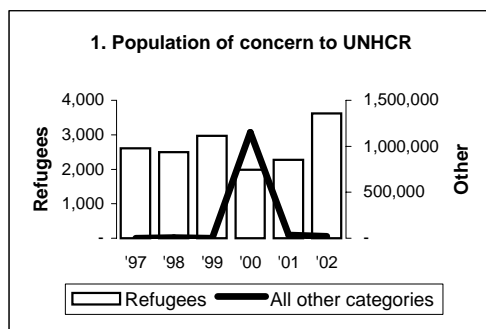 1. Population of concern to UNHCR
4,000
3,000
2,000
1,000
-
Refugees
1,500,000
1,000,000
500,000
-
Other
'97 '98 '99 '00 '01 '02
Refugees All other categories